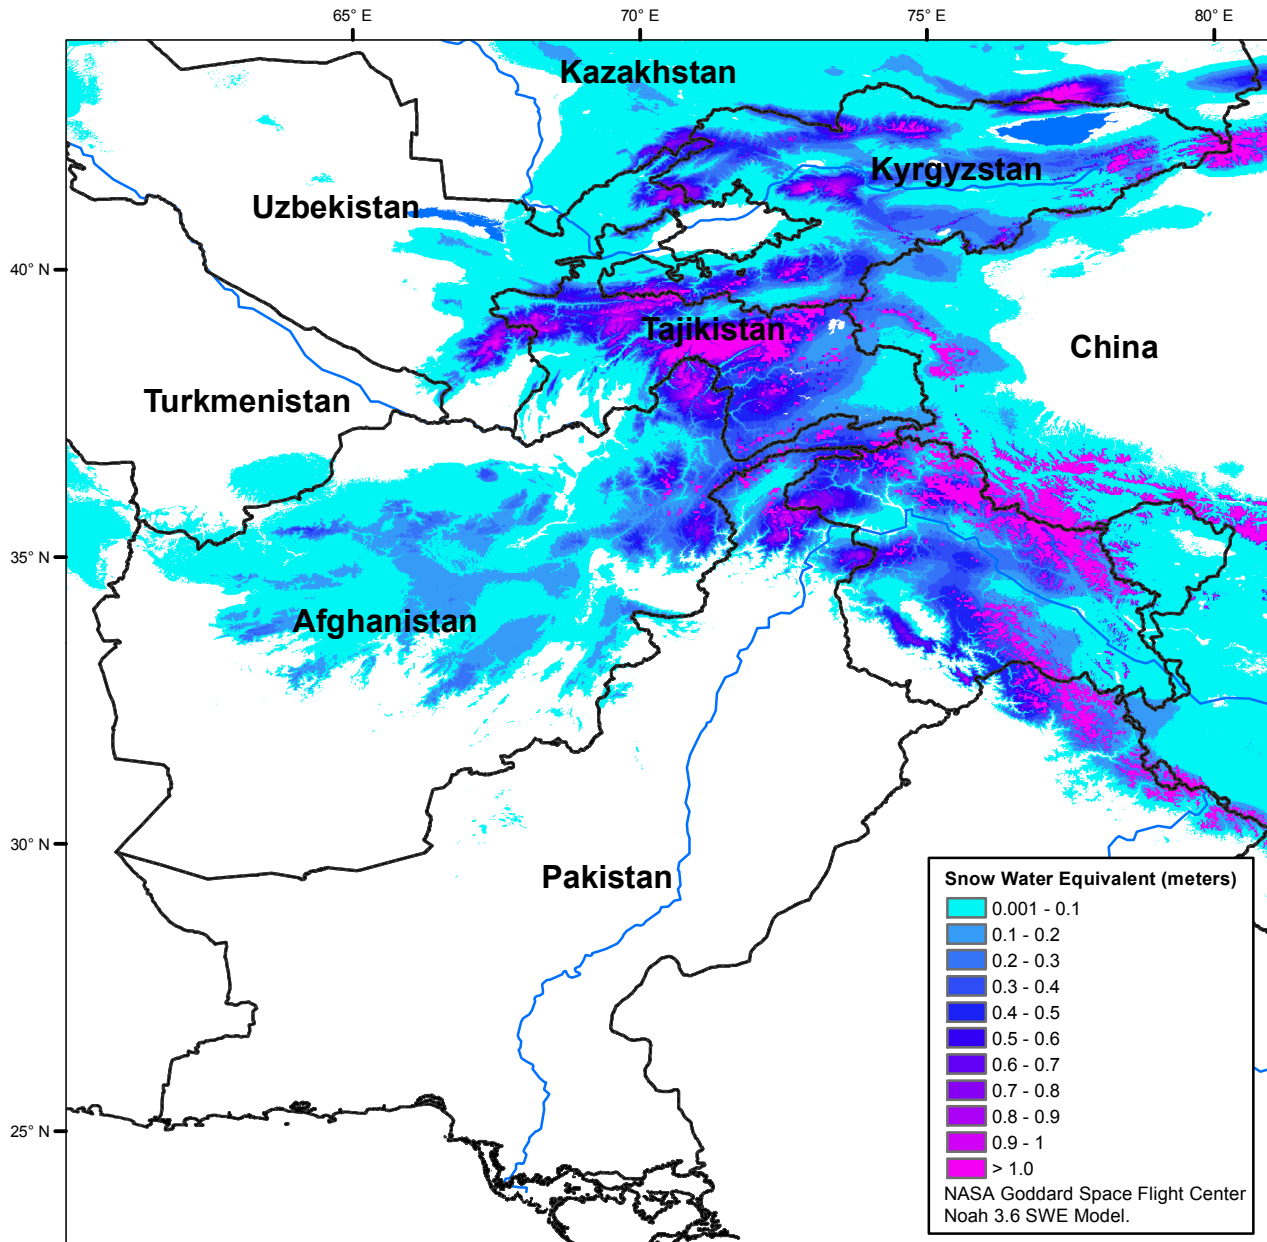 65° E
70° E
75° E
80° E
Kazakhstan
Kyrgyzstan
Uzbekistan
40° N
Tajikistan
China
Turkmenistan
35° N
Afghanistan
30° N
Pakistan
25° N
Snow Water Equivalent (meters)
0.001 - 0.1
0.1 - 0.2
0.2 - 0.3
0.3 - 0.4
0.4 - 0.5
0.5 - 0.6
0.6 - 0.7
0.7 - 0.8
0.8 - 0.9
0.9 - 1
> 1.0
NASA Goddard Space Flight Center
Noah 3.6 SWE Model.